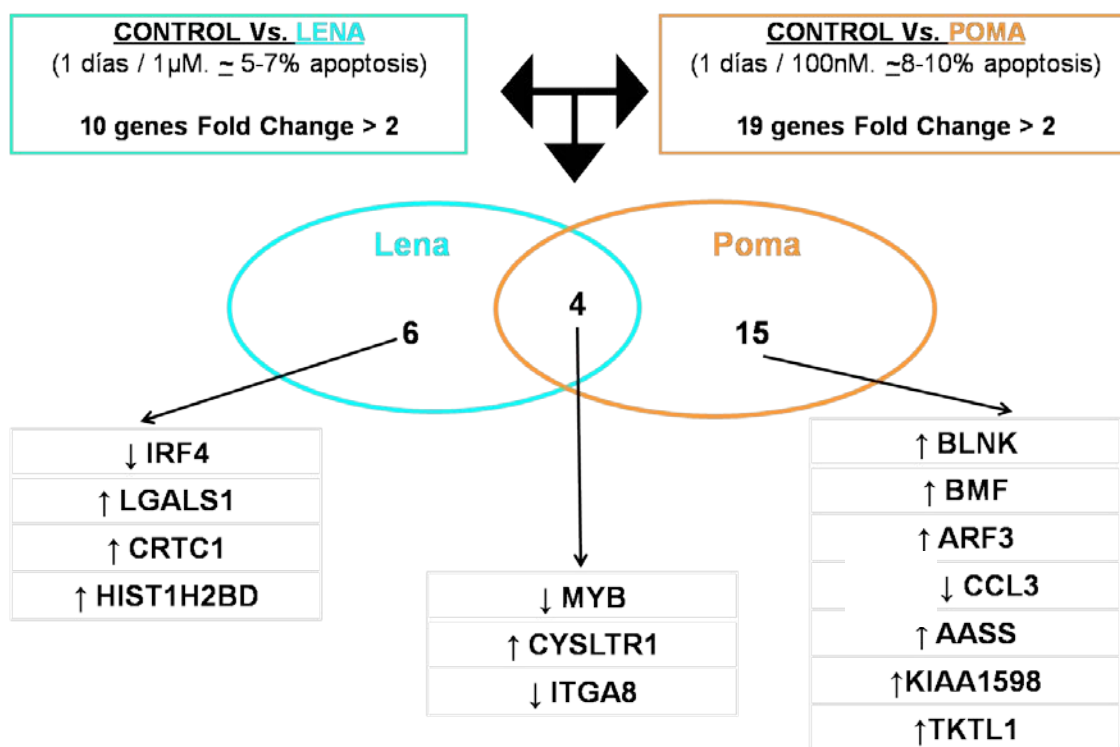 CONTROL Vs. LENA
(1 días / 1µM. ~ 5-7% apoptosis)
10 genes Fold Change > 2
CONTROL Vs. POMA
(1 días / 100nM. ~8-10% apoptosis)
19 genes Fold Change > 2
Lena
Poma
6
4
15
↓ IRF4
↑ LGALS1
↑ CRTC1
↑ HIST1H2BD
↓ MYB
↑ CYSLTR1
↓ ITGA8
↑ BLNK
↑ BMF
↑ ARF3
↓ CCL3
↑ AASS
↑KIAA1598
↑TKTL1